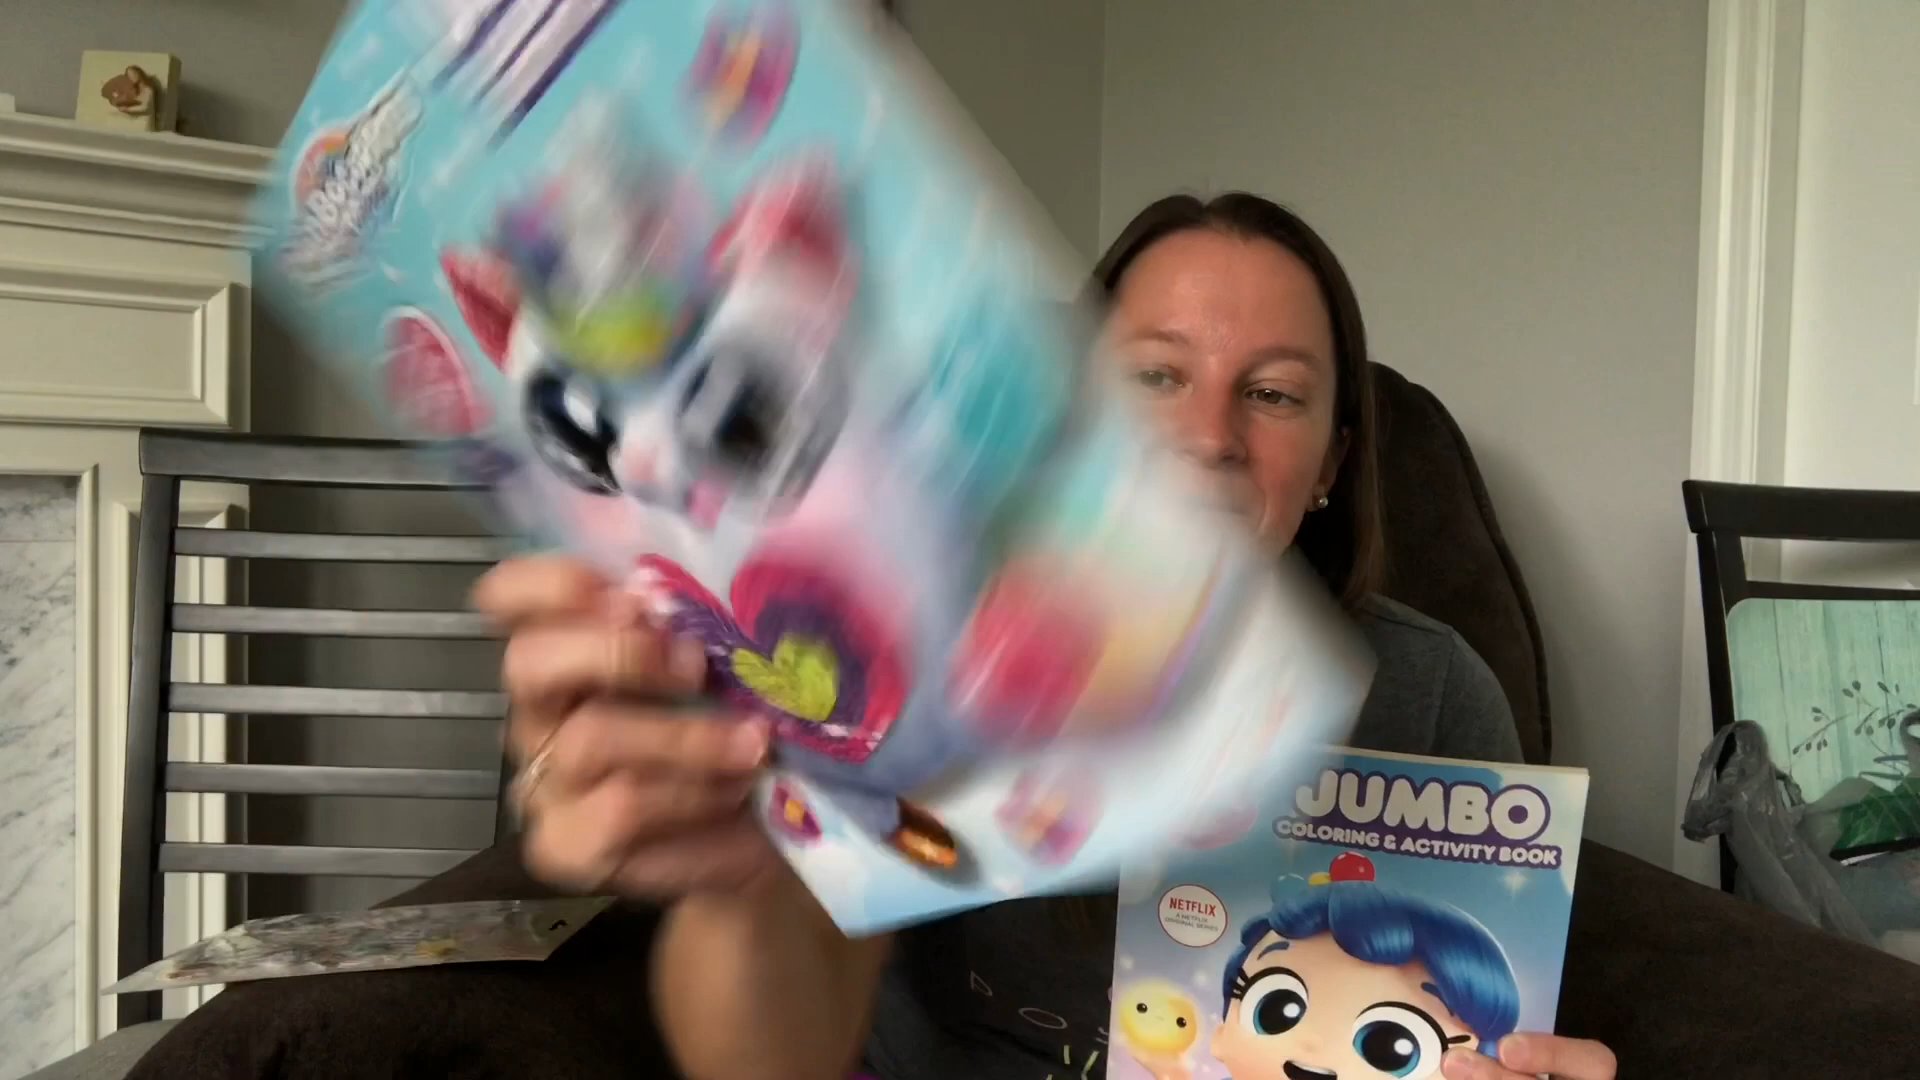 JUMBO
COLORING & ACTIVITY BOOK
NETFLIX
A NETFLIX
ORIGINAL SERIES